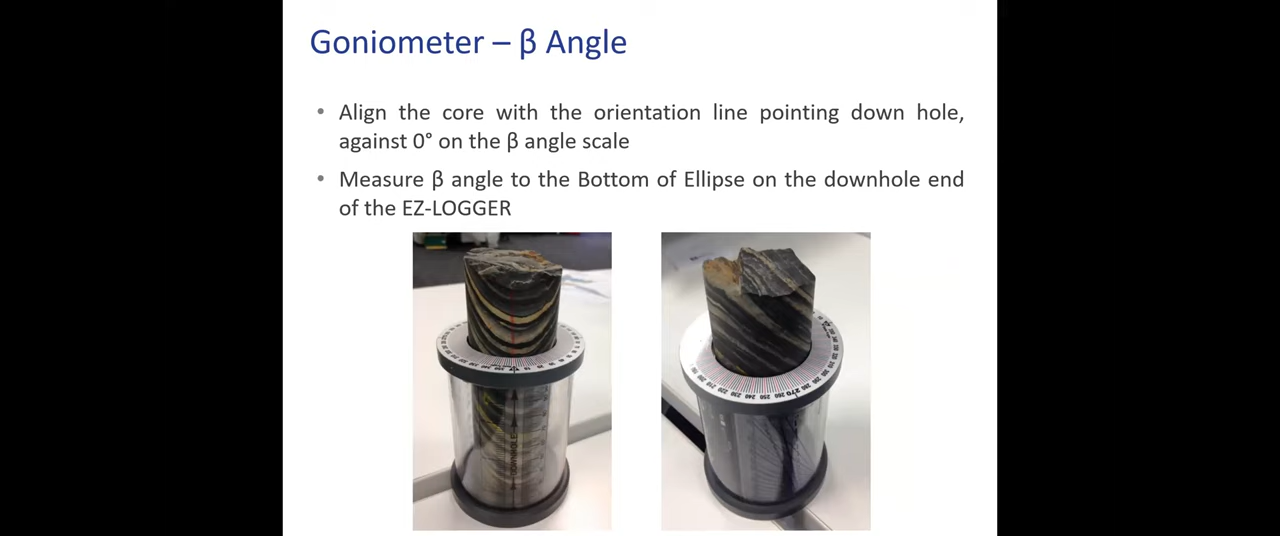 Goniometer – β Angle
• Align the core with the orientation line pointing down hole,
against 0° on the β angle scale
• Measure β angle to the Bottom of Ellipse on the downhole end
of the EZ-LOGGER
DOWNHOLE